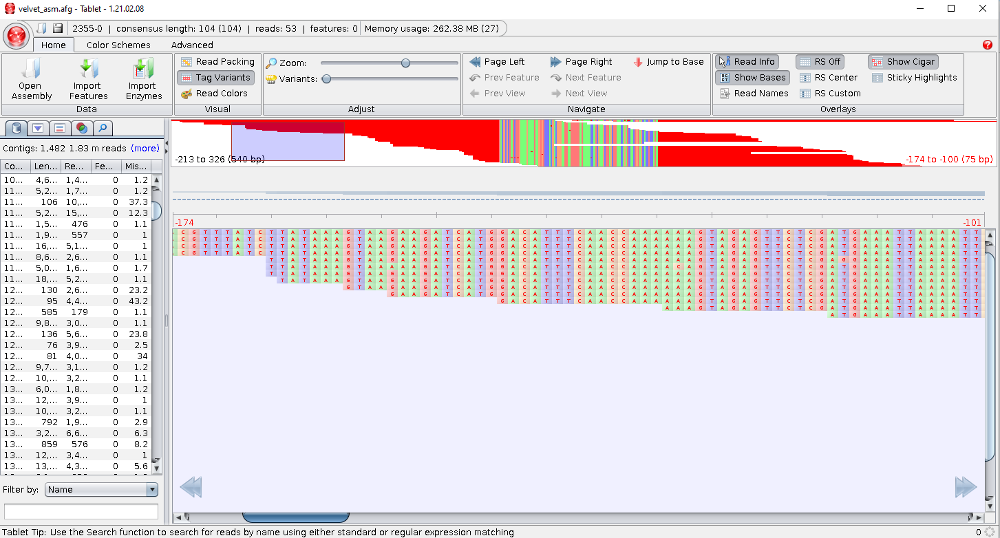 velvet_asm.afg - Tablet - 1.21.02.08
2355-0 | consensus length: 104 (104) | reads: 53 | features: 0 Memory usage: 262.38 MB (27)
Home Color Schemes Advanced
Open Assembly
Import Features
Import Enzymes
Data
Read Packing
Tag Variants
Read Colors
Visual
Zoom:
Variants:
Adjust
Page Left Page Right Jump to Base
Prev Feature Next Feature
Prev View Next View
Navigate
Read Info RS Off Show Cigar
Show Bases RS Center Sticky Highlights
Read Names RS Custom
Overlays
Contigs: 1,482 1.83 m reads (more)
Co... Len... Re... Fe... Mis...
10... 4,6... 1,4... 0 1.2
11... 5,2... 1,7... 0 1.2
11... 106 10,... 0 37.3
11... 5,2... 15,... 0 12.3
11... 1,5... 476 0 1.1
11... 1,9... 557 0 1
11... 16,... 5,1... 0 1
11... 8,6... 2,6... 0 1.1
11... 5,0... 1,6... 0 1.7
11... 18,... 5,2... 0 1.1
12... 130 2,6... 0 23.2
12... 95 4,4... 0 43.2
12... 585 179 0 1.1
12... 9,8... 3,0... 0 1.1
12... 136 5,6... 0 23.8
12... 76 3,9... 0 2.5
12... 81 4,0... 0 34
12... 9,7... 3,1... 0 1.2
12... 10,... 3,2... 0 1.1
13... 6,0... 1,8... 0 1.2
13... 12,... 3,9... 0 1
13... 10,... 3,2... 0 1.1
13... 792 1,9... 0 2.9
13... 3,2... 6,6... 0 6.3
13... 859 576 0 8.2
13... 12,... 3,4... 0 1
13... 13,... 4,3... 0 5.6
Filter by: Name
-213 to 326 (540 bp) -174 to -100 (75 bp)
-174 -101
CGTTTATCTTATAAAGTAAGAAGATCATGGACATTTCAACCAAAAAAGTAGAGTTCTCGATGAAATTAAAATT
CGTTTATCTTATAAAGTAAGAAGATCATGGACATTTCAACCAAAAAAGTAGAGTTCTCGATGAAATTAAAATT
CGTTTATCTTATAAAGTAAGAAGATCATGGACATTTCAACCAAAAAAGTAGAGTTCTCGATGAAATTAAAATT
CGTTTATCTTATAAAGTAAGAAGATCATGGACATTTCAACCAAAAAAGTAGAGTTCTCGATGAAATTAAAATT
TTATAAAGTAAGAAGATCATGGACATTTCAACCAAAAAAGTAGAGTTCTCGAGGAAATTAAAATT
TTATAAAGTAAGAAGATCATGGACATTTCAACCAAAACAGTAGAGTTCTCGATGAAATTAAAATT
TTATAAAGTAAGAAGATCATGGACATTTCAACCAAAAAAGTAGAGTTCTCGATGAAATTAAAATT
TATAAAGTAAGAAGATCATGGACATTTCAACCAAAAAAGTAGAGTTCTCGATGAAATTAAAATT
GTAAGAAGATCATGGACATTTCAACCAAAAAAGTAGAGTTCTCGATGAAATTAAAATT
GAAGATCATGGACATTTCAACCAAAAAAGTAGAGTTCTCGATGAAATTAAAATT
GACATTTCAACCAAAAAAGTAGAGTTCTCGATGAAATTAAAATT
AAAGTAGAGTTCTCGATGAAATTAAAATT
ATGAAATTAAAATT
Tablet Tip: Use the Search function to search for reads by name using either standard or regular expression matching 0